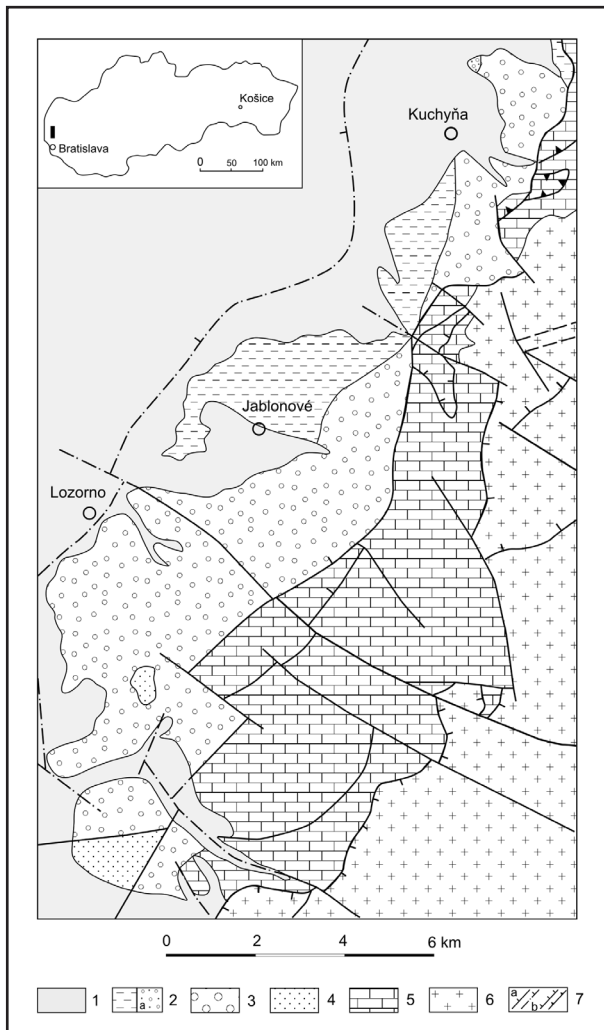 Košice
Bratislava
0 50 100 km
Kuchyňa
Jablonové
Lozorno
0 2 4 6 km
1 a 2 3 4 5 6 a b 7